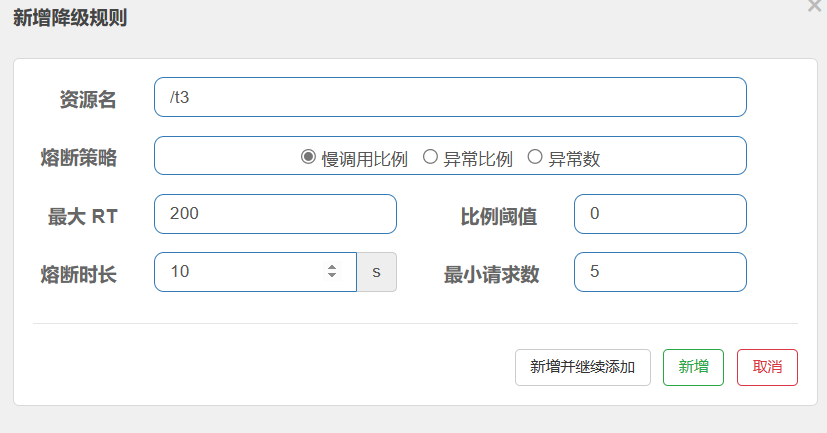 新增降级规则
资源名 /t3
熔断策略 慢调用比例 异常比例 异常数
最大 RT 200 比例阈值 0
熔断时长 10 s 最小请求数 5
新增并继续添加 新增 取消